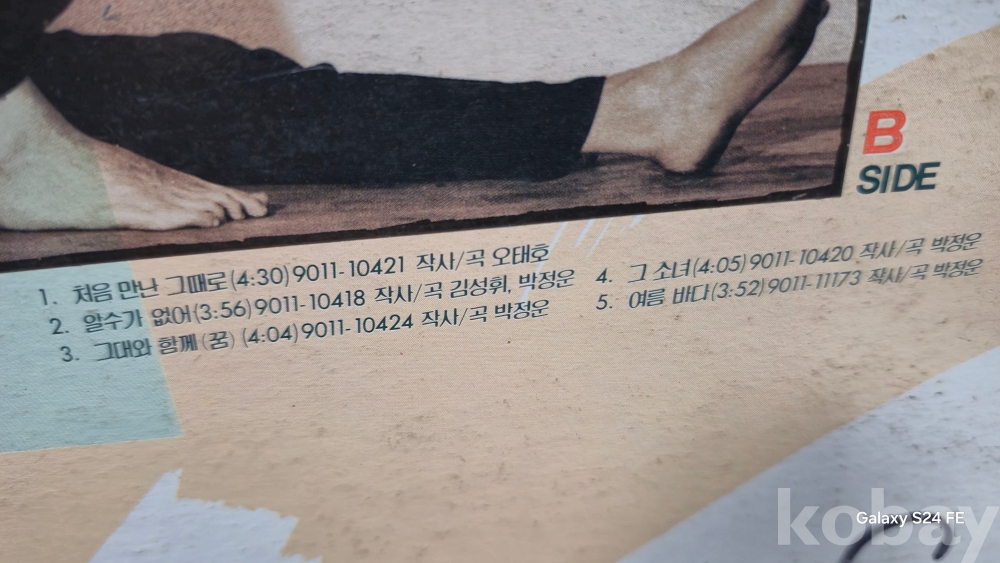 B
SIDE
1. 처음 만난 그때로(4:30)9011-10421 작사/곡 오태호
2. 알수가 없어(3:56)9011-10418 작사/곡 김성휘, 박정운
3. 그대와 함께(꿈) (4:04)9011-10424 작사/곡 박정운
4. 그 소녀(4:05)9011-10420 작사/곡 박정운
5. 여름 바다(3:52)9011-11173 작사/곡 박정운
kobay
Galaxy S24 FE